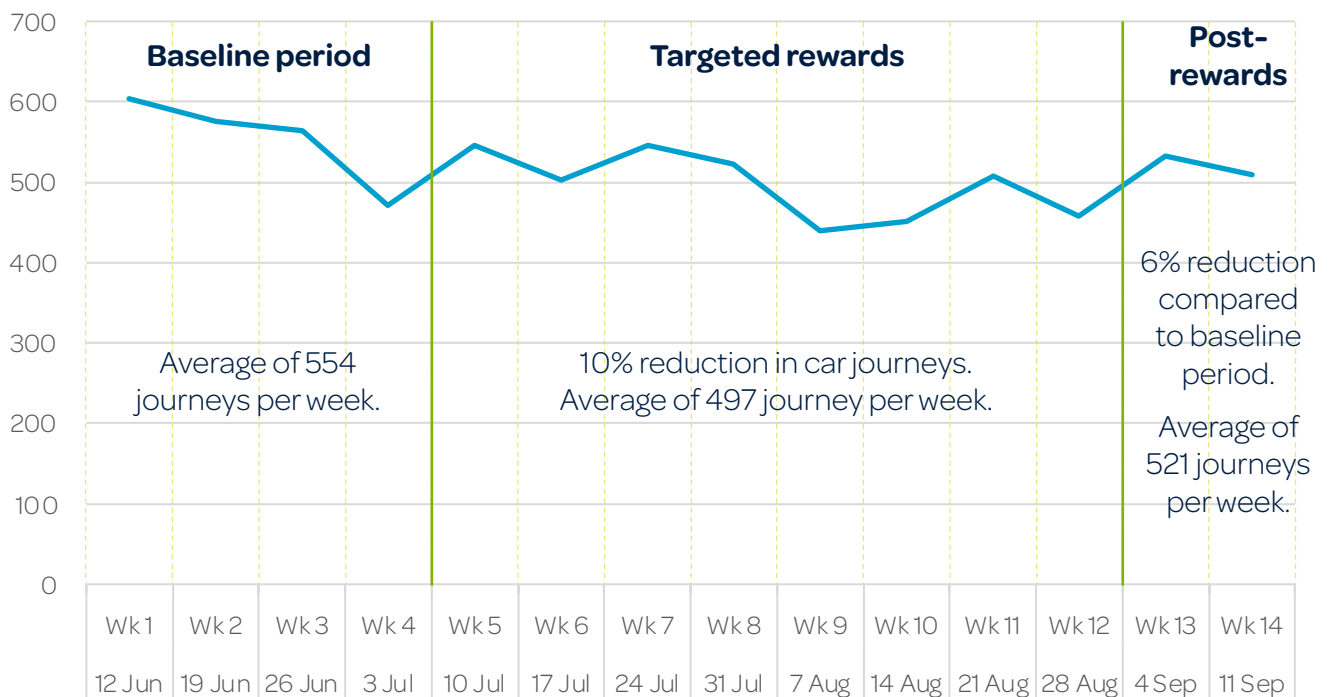 700
600
500
400
300
200
100
0
Baseline period
Average of 554
journeys per week.
Targeted rewards
10% reduction in car journeys.
Average of 497 journey per week.
Post-
rewards
6% reduction
compared
to baseline
period.
Average of
521 journeys
per week.
Wk 1 Wk 2 Wk 3 Wk 4 Wk 5 Wk 6 Wk 7 Wk 8 Wk 9 Wk 10 Wk 11 Wk 12 Wk 13 Wk 14
12 Jun 19 Jun 26 Jun 3 Jul 10 Jul 17 Jul 24 Jul 31 Jul 7 Aug 14 Aug 21 Aug 28 Aug 4 Sep 11 Sep